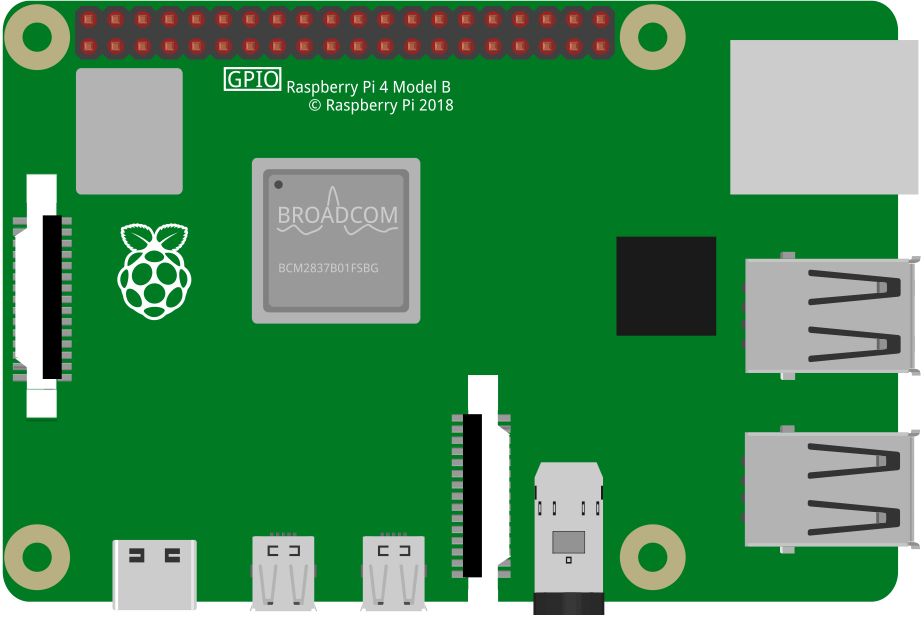 GPIO
Raspberry Pi 4 Model B
© Raspberry Pi 2018
BROADCOM
BCM2837B01FSBG